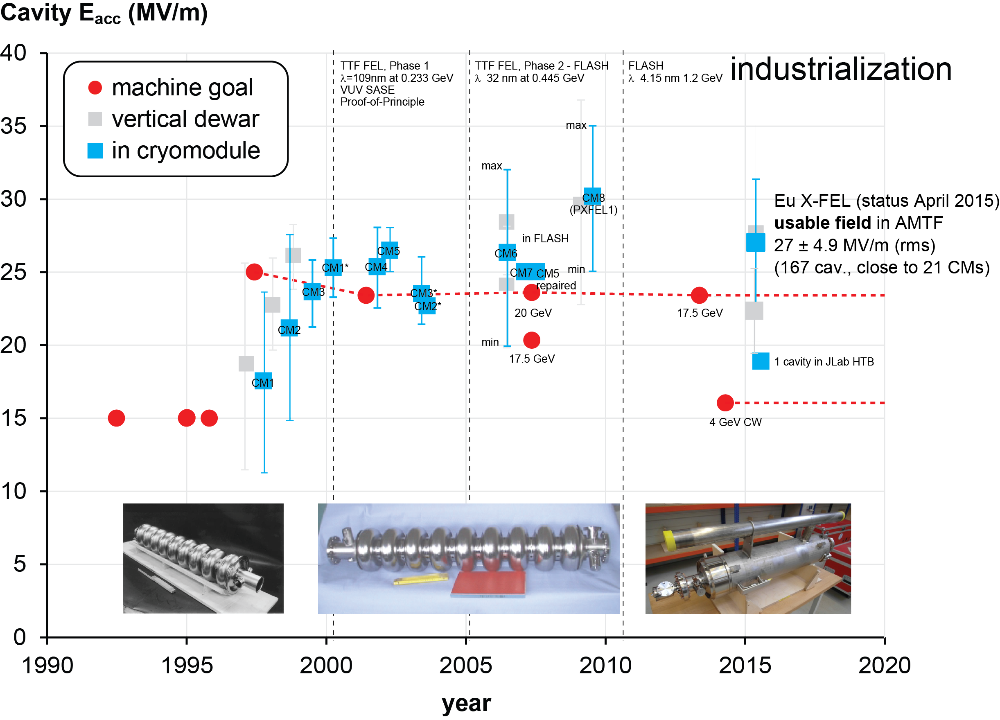 Cavity Eacc (MV/m)
40
35
30
25
20
15
10
5
0
machine goal
vertical dewar
in cryomodule
TTF FEL, Phase 1
λ=109nm at 0.233 GeV
VUV SASE
Proof-of-Principle
TTF FEL, Phase 2 - FLASH
λ=32 nm at 0.445 GeV
FLASH
λ=4.15 nm 1.2 GeV
industrialization
max
max
CM8
(PXFEL1)
min
in FLASH
CM6
CM7
CM5
repaired
min
20 GeV
17.5 GeV
CM1
CM2
CM3
CM1*
CM4
CM5
CM3*
CM2*
Eu X-FEL (status April 2015)
usable field in AMTF
27 ± 4.9 MV/m (rms)
(167 cav., close to 21 CMs)
17.5 GeV
1 cavity in JLab HTB
4 GeV CW
1990
1995
2000
2005
2010
2015
2020
year